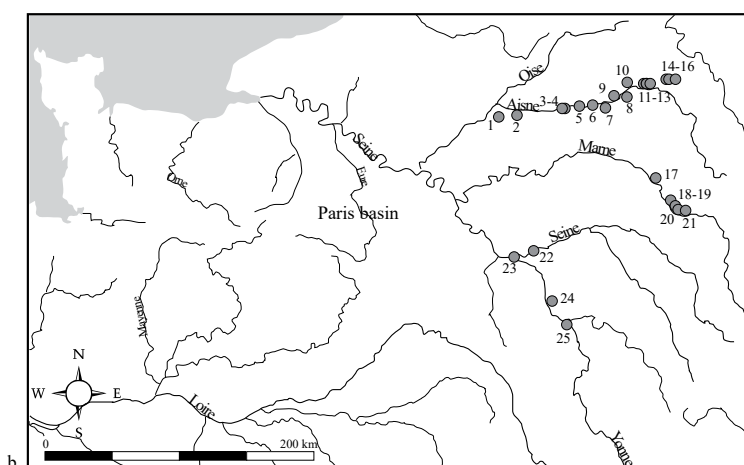 Oise
14-16
10
9
Aisne
3-4
11-13
1
2
5
6
7
8
Seine
Marne
Orne
Eure
17
18-19
Paris basin
20
21
Seine
22
23
24
Mayenne
25
N
W
E
S
Loire
0
200 km
Yonne
b